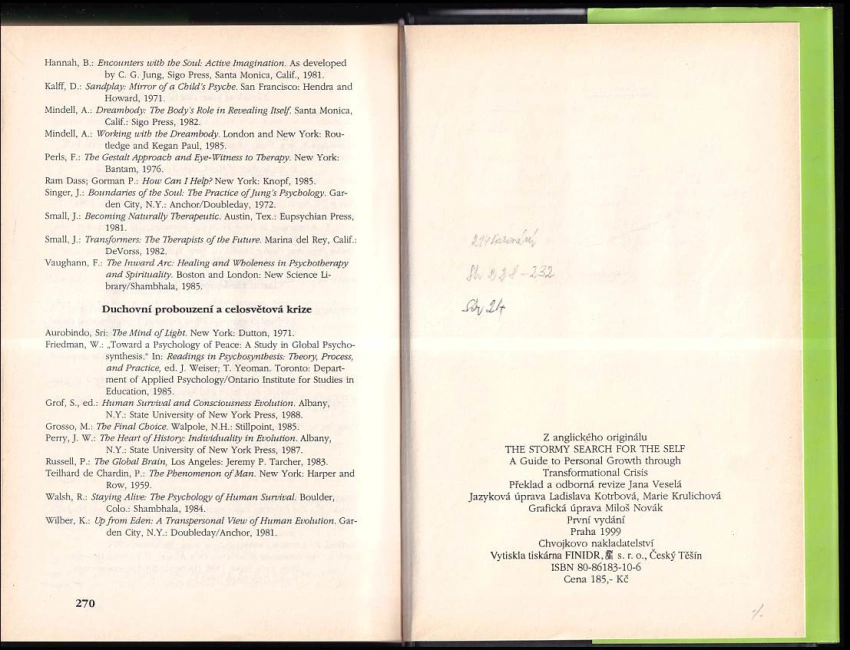 Hannah, B.: Encounters with the Soul: Active Imagination. As developed
by C. G. Jung, Sigo Press, Santa Monica, Calif., 1981.
Kalff, D.: Sandplay: Mirror of a Child's Psyche. San Francisco: Hendra and
Howard, 1971.
Mindell, A.: Dreambody: The Body's Role in Revealing Itself. Santa Monica,
Calif.: Sigo Press, 1982.
Mindell, A.: Working with the Dreambody. London and New York: Rou-
tledge and Kegan Paul, 1985.
Perls, F.: The Gestalt Approach and Eye-Witness to Therapy. New York:
Bantam, 1976.
Ram Dass; Gorman P.: How Can I Help? New York: Knopf, 1985.
Singer, J.: Boundaries of the Soul: The Practice of Jung's Psychology. Gar-
den City, N.Y.: Anchor/Doubleday, 1972.
Small, J.: Becoming Naturally Therapeutic. Austin, Tex.: Eupsychian Press,
1981.
Small, J.: Transformers: The Therapists of the Future. Marina del Rey, Calif.:
DeVorss, 1982.
Vaughann, F.: The Inward Arc: Healing and Wholeness in Psychotherapy
and Spirituality. Boston and London: New Science Li-
brary/Shambhala, 1985.
Duchovní probouzení a celosvětová krize
Aurobindo, Sri: The Mind of Light. New York: Dutton, 1971.
Friedman, W.: „Toward a Psychology of Peace: A Study in Global Psycho-
synthesis." In: Readings in Psychosynthesis: Theory, Process,
and Practice, ed. J. Weiser; T. Yeoman. Toronto: Depart-
ment of Applied Psychology/Ontario Institute for Studies in
Education, 1985.
Grof, S., ed.: Human Survival and Consciousness Evolution. Albany,
N.Y.: State University of New York Press, 1988.
Grosso, M.: The Final Choice. Walpole, N.H.: Stillpoint, 1985.
Perry, J. W.: The Heart of History: Individuality in Evolution. Albany,
N.Y.: State University of New York Press, 1987.
Russell, P.: The Global Brain, Los Angeles: Jeremy P. Tarcher, 1983.
Teilhard de Chardin, P.: The Phenomenon of Man. New York: Harper and
Row, 1959.
Walsh, R.: Staying Alive: The Psychology of Human Survival. Boulder,
Colo.: Shambhala, 1984.
Wilber, K.: Up from Eden: A Transpersonal View of Human Evolution. Gar-
den City, N.Y.: Doubleday/Anchor, 1981.
270
228-232
24
Z anglického originálu
THE STORMY SEARCH FOR THE SELF
A Guide to Personal Growth through
Transformational Crisis
Překlad a odborná revize Jana Veselá
Jazyková úprava Ladislava Kotrbová, Marie Krulichová
Grafická úprava Miloš Novák
První vydání
Praha 1999
Chvojkovo nakladatelství
Vytiskla tiskárna FINIDR, s. r. o., Český Těšín
ISBN 80-86183-10-6
Cena 185,- Kč